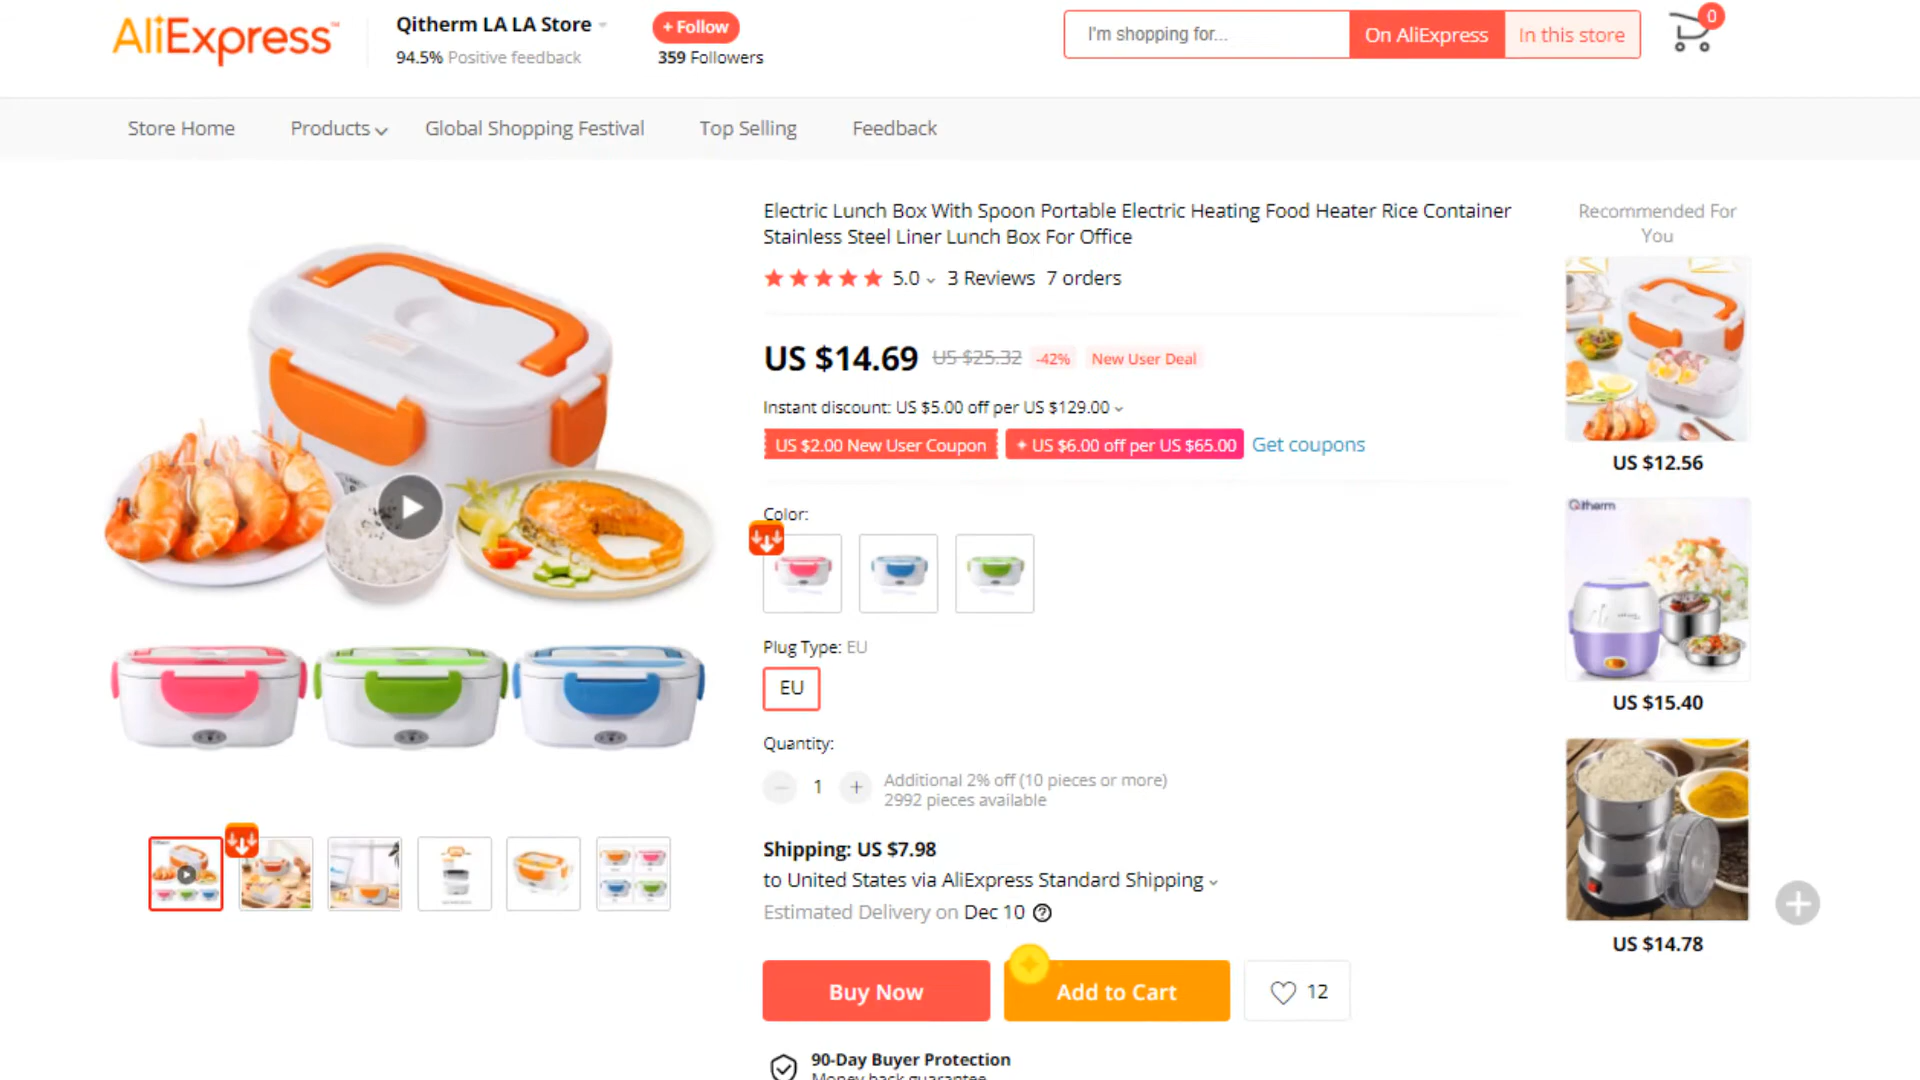 AliExpress™
Qitherm LA LA Store
94.5% Positive feedback
+ Follow
359 Followers
I'm shopping for...
On AliExpress
In this store
0
Store Home
Products
Global Shopping Festival
Top Selling
Feedback
Electric Lunch Box With Spoon Portable Electric Heating Food Heater Rice Container
Stainless Steel Liner Lunch Box For Office
5.0
3 Reviews
7 orders
US $14.69
US $25.32
-42%
New User Deal
Instant discount: US $5.00 off per US $129.00
US $2.00 New User Coupon
US $6.00 off per US $65.00
Get coupons
Color:
Plug Type: EU
EU
Quantity:
1
Additional 2% off (10 pieces or more)
2992 pieces available
Shipping: US $7.98
to United States via AliExpress Standard Shipping
Estimated Delivery on Dec 10
Buy Now
Add to Cart
12
90-Day Buyer Protection
Money back guarantee
Recommended For
You
US $12.56
Qitherm
US $15.40
US $14.78